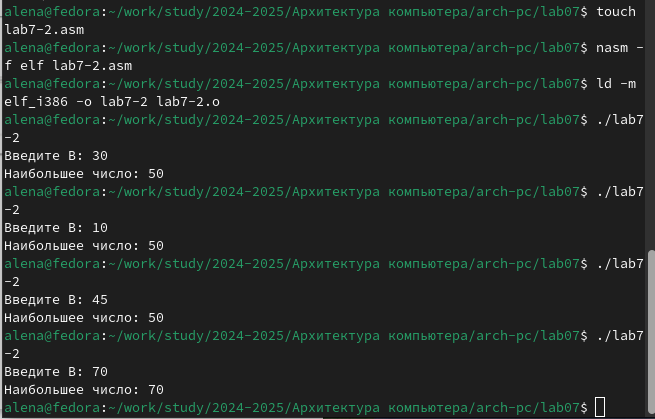 alena@fedora:~/work/study/2024-2025/Архитектура компьютера/arch-pc/lab07$ touch
lab7-2.asm
alena@fedora:~/work/study/2024-2025/Архитектура компьютера/arch-pc/lab07$ nasm -
f elf lab7-2.asm
alena@fedora:~/work/study/2024-2025/Архитектура компьютера/arch-pc/lab07$ ld -m
elf_i386 -o lab7-2 lab7-2.o
alena@fedora:~/work/study/2024-2025/Архитектура компьютера/arch-pc/lab07$ ./lab7
-2
Введите B: 30
Наибольшее число: 50
alena@fedora:~/work/study/2024-2025/Архитектура компьютера/arch-pc/lab07$ ./lab7
-2
Введите B: 10
Наибольшее число: 50
alena@fedora:~/work/study/2024-2025/Архитектура компьютера/arch-pc/lab07$ ./lab7
-2
Введите B: 45
Наибольшее число: 50
alena@fedora:~/work/study/2024-2025/Архитектура компьютера/arch-pc/lab07$ ./lab7
-2
Введите B: 70
Наибольшее число: 70
alena@fedora:~/work/study/2024-2025/Архитектура компьютера/arch-pc/lab07$